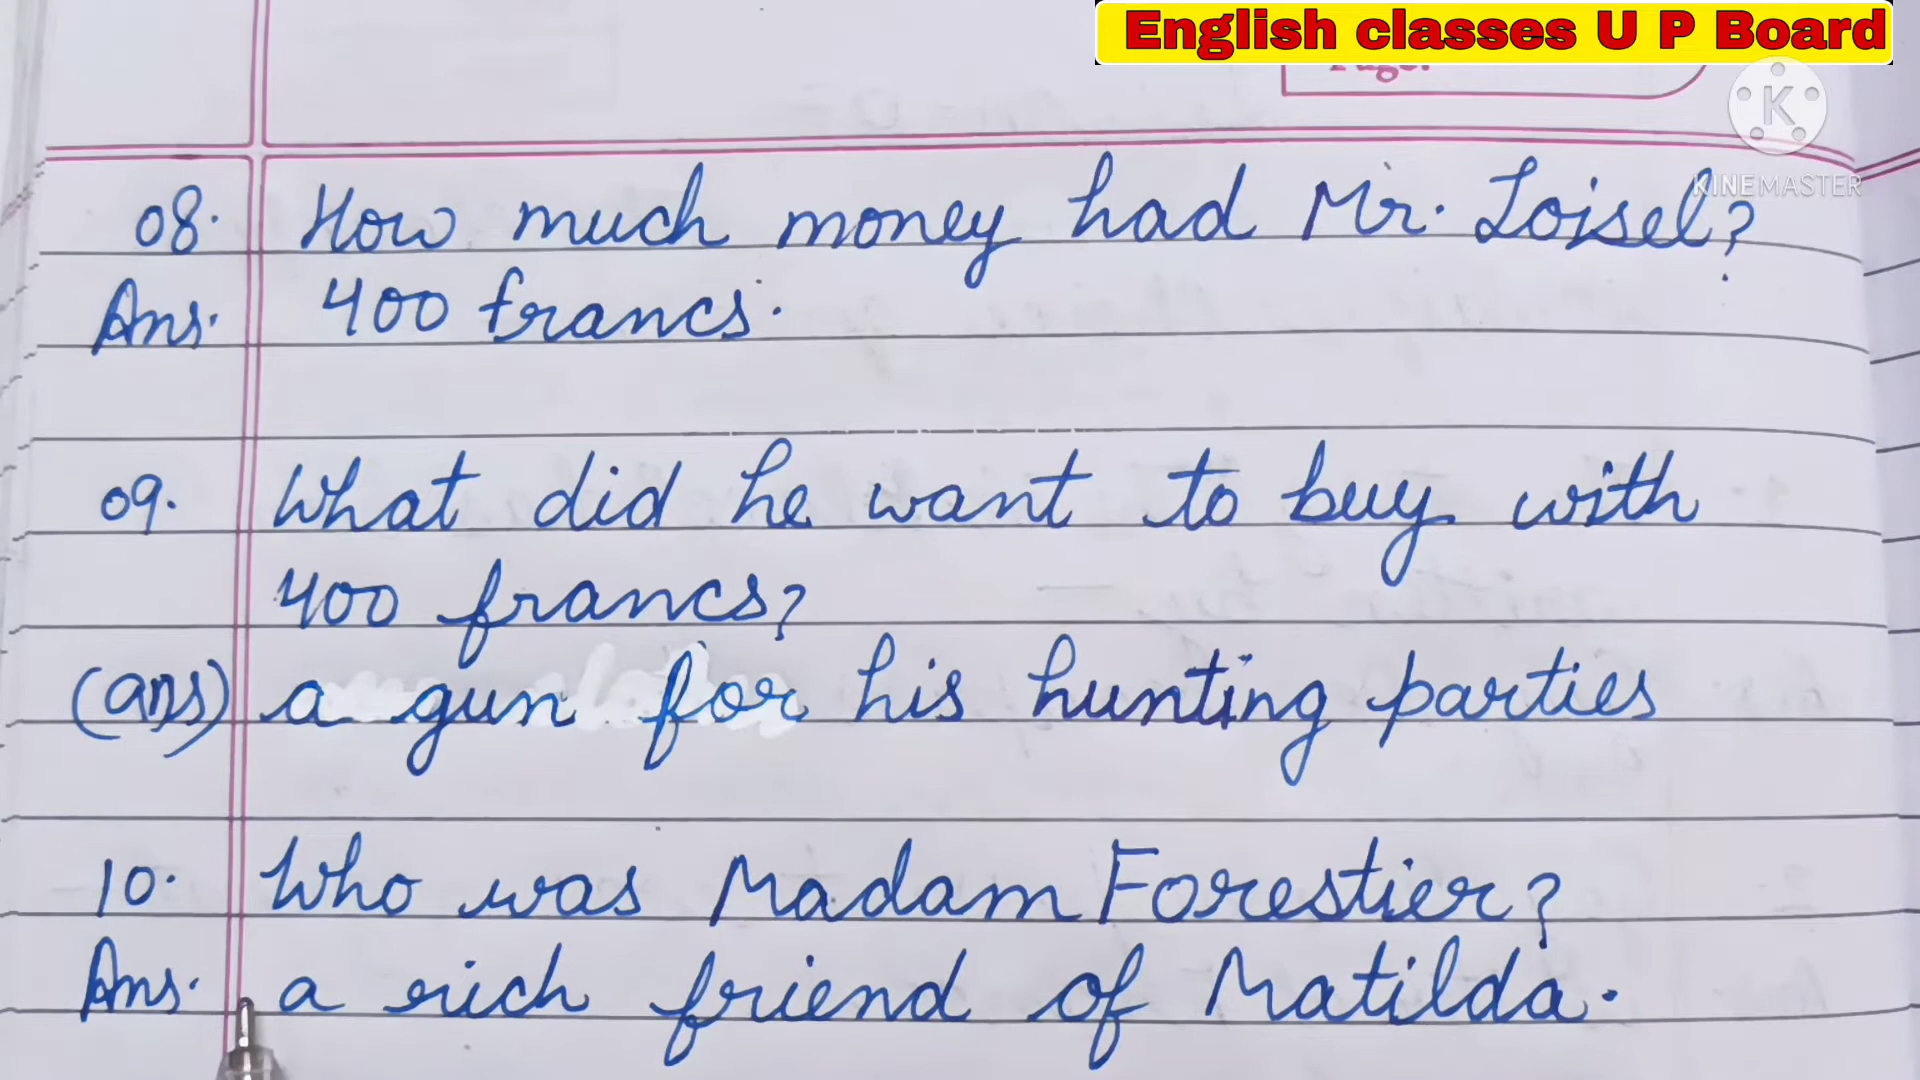 English classes U P Board
Page:
K
KINEMASTER
08. How much money had Mr. Loisel?
Ans. 400 francs.
09. What did he want to buy with
400 francs?
(ans) a gun for his hunting parties
10. Who was Madam Forestier?
Ans. a rich friend of Matilda.